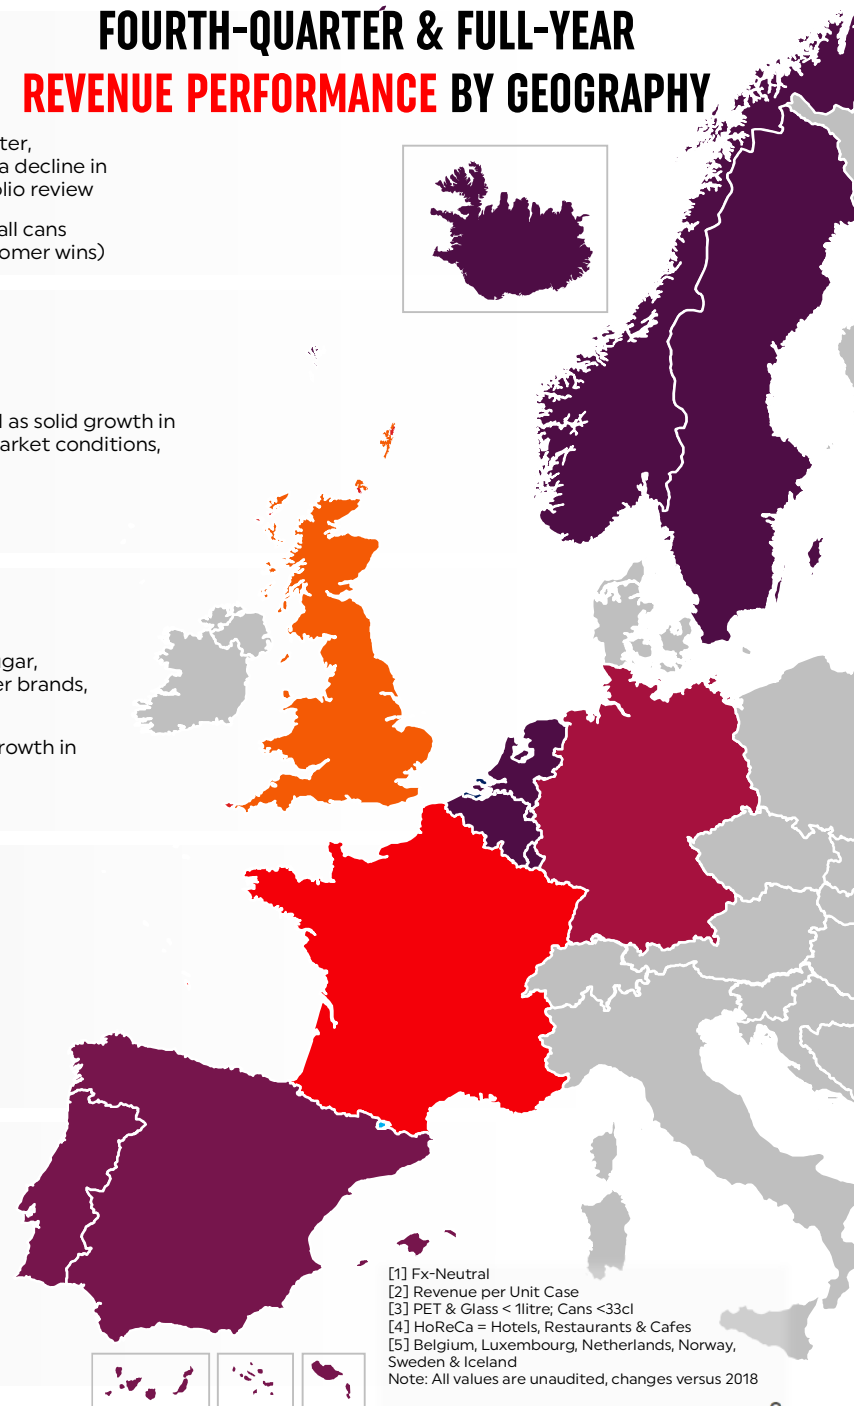 FOURTH-QUARTER & FULL-YEAR
REVENUE PERFORMANCE BY GEOGRAPHY
ter,
a decline in
olio review
all cans
omer wins)
d as solid growth in
arket conditions,
gar,
er brands,
rowth in
[1] Fx-Neutral
[2] Revenue per Unit Case
[3] PET & Glass < 1litre; Cans <33cl
[4] HoReCa = Hotels, Restaurants & Cafes
[5] Belgium, Luxembourg, Netherlands, Norway,
Sweden & Iceland
Note: All values are unaudited, changes versus 2018